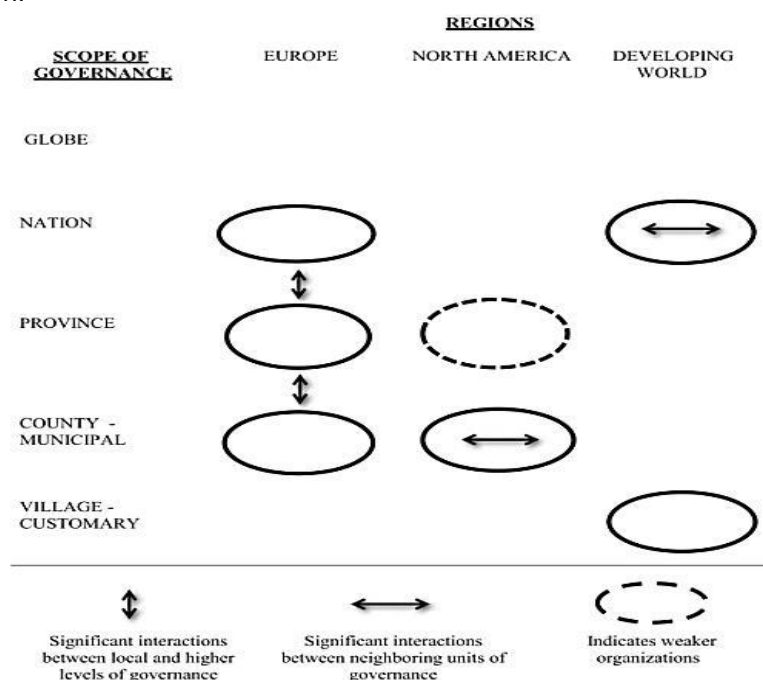 REGIONS
SCOPE OF GOVERNANCE
EUROPE
NORTH AMERICA
DEVELOPING WORLD
GLOBE
NATION
PROVINCE
COUNTY -
MUNICIPAL
VILLAGE -
CUSTOMARY
Significant interactions
between local and higher
levels of governance
Significant interactions
between neighboring units of
governance
Indicates weaker
organizations